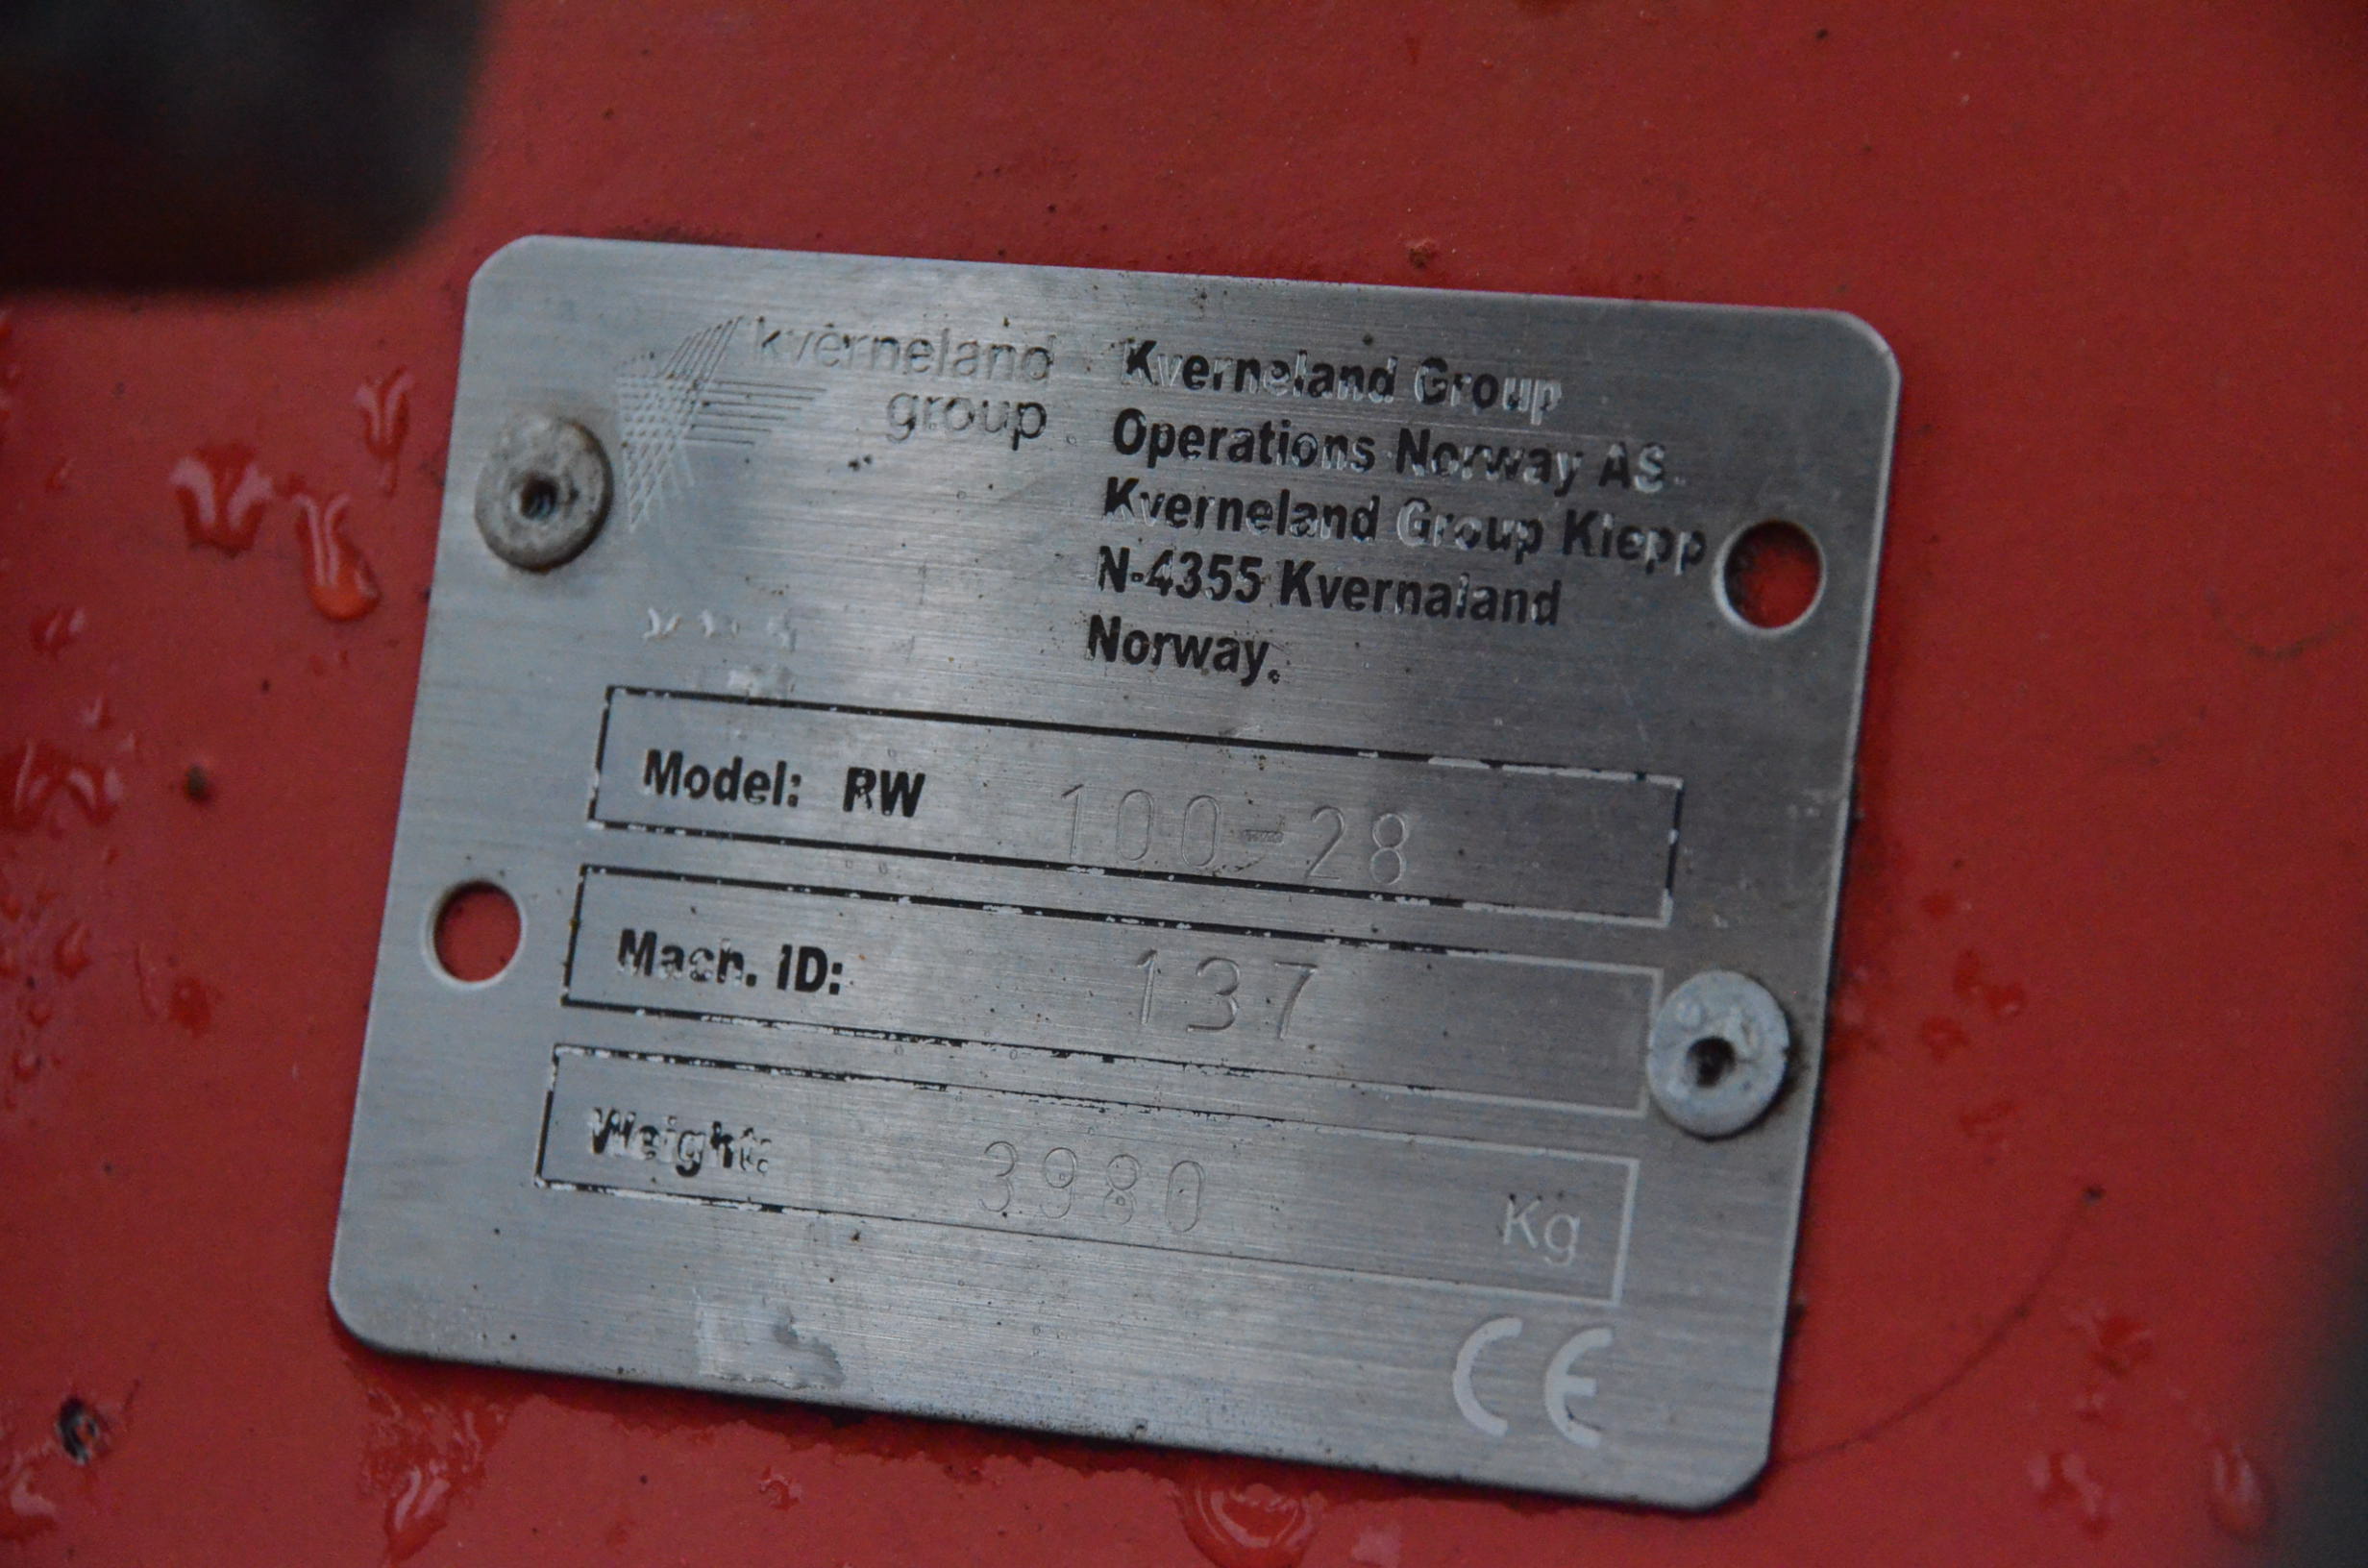 kverneland
group
Kverneland Group
Operations Norway AS.
Kverneland Group Klepp
N-4355 Kvernaland
Norway.
Model: RW 100-28
Mach. ID: 137
Weight: 3980 Kg
CE